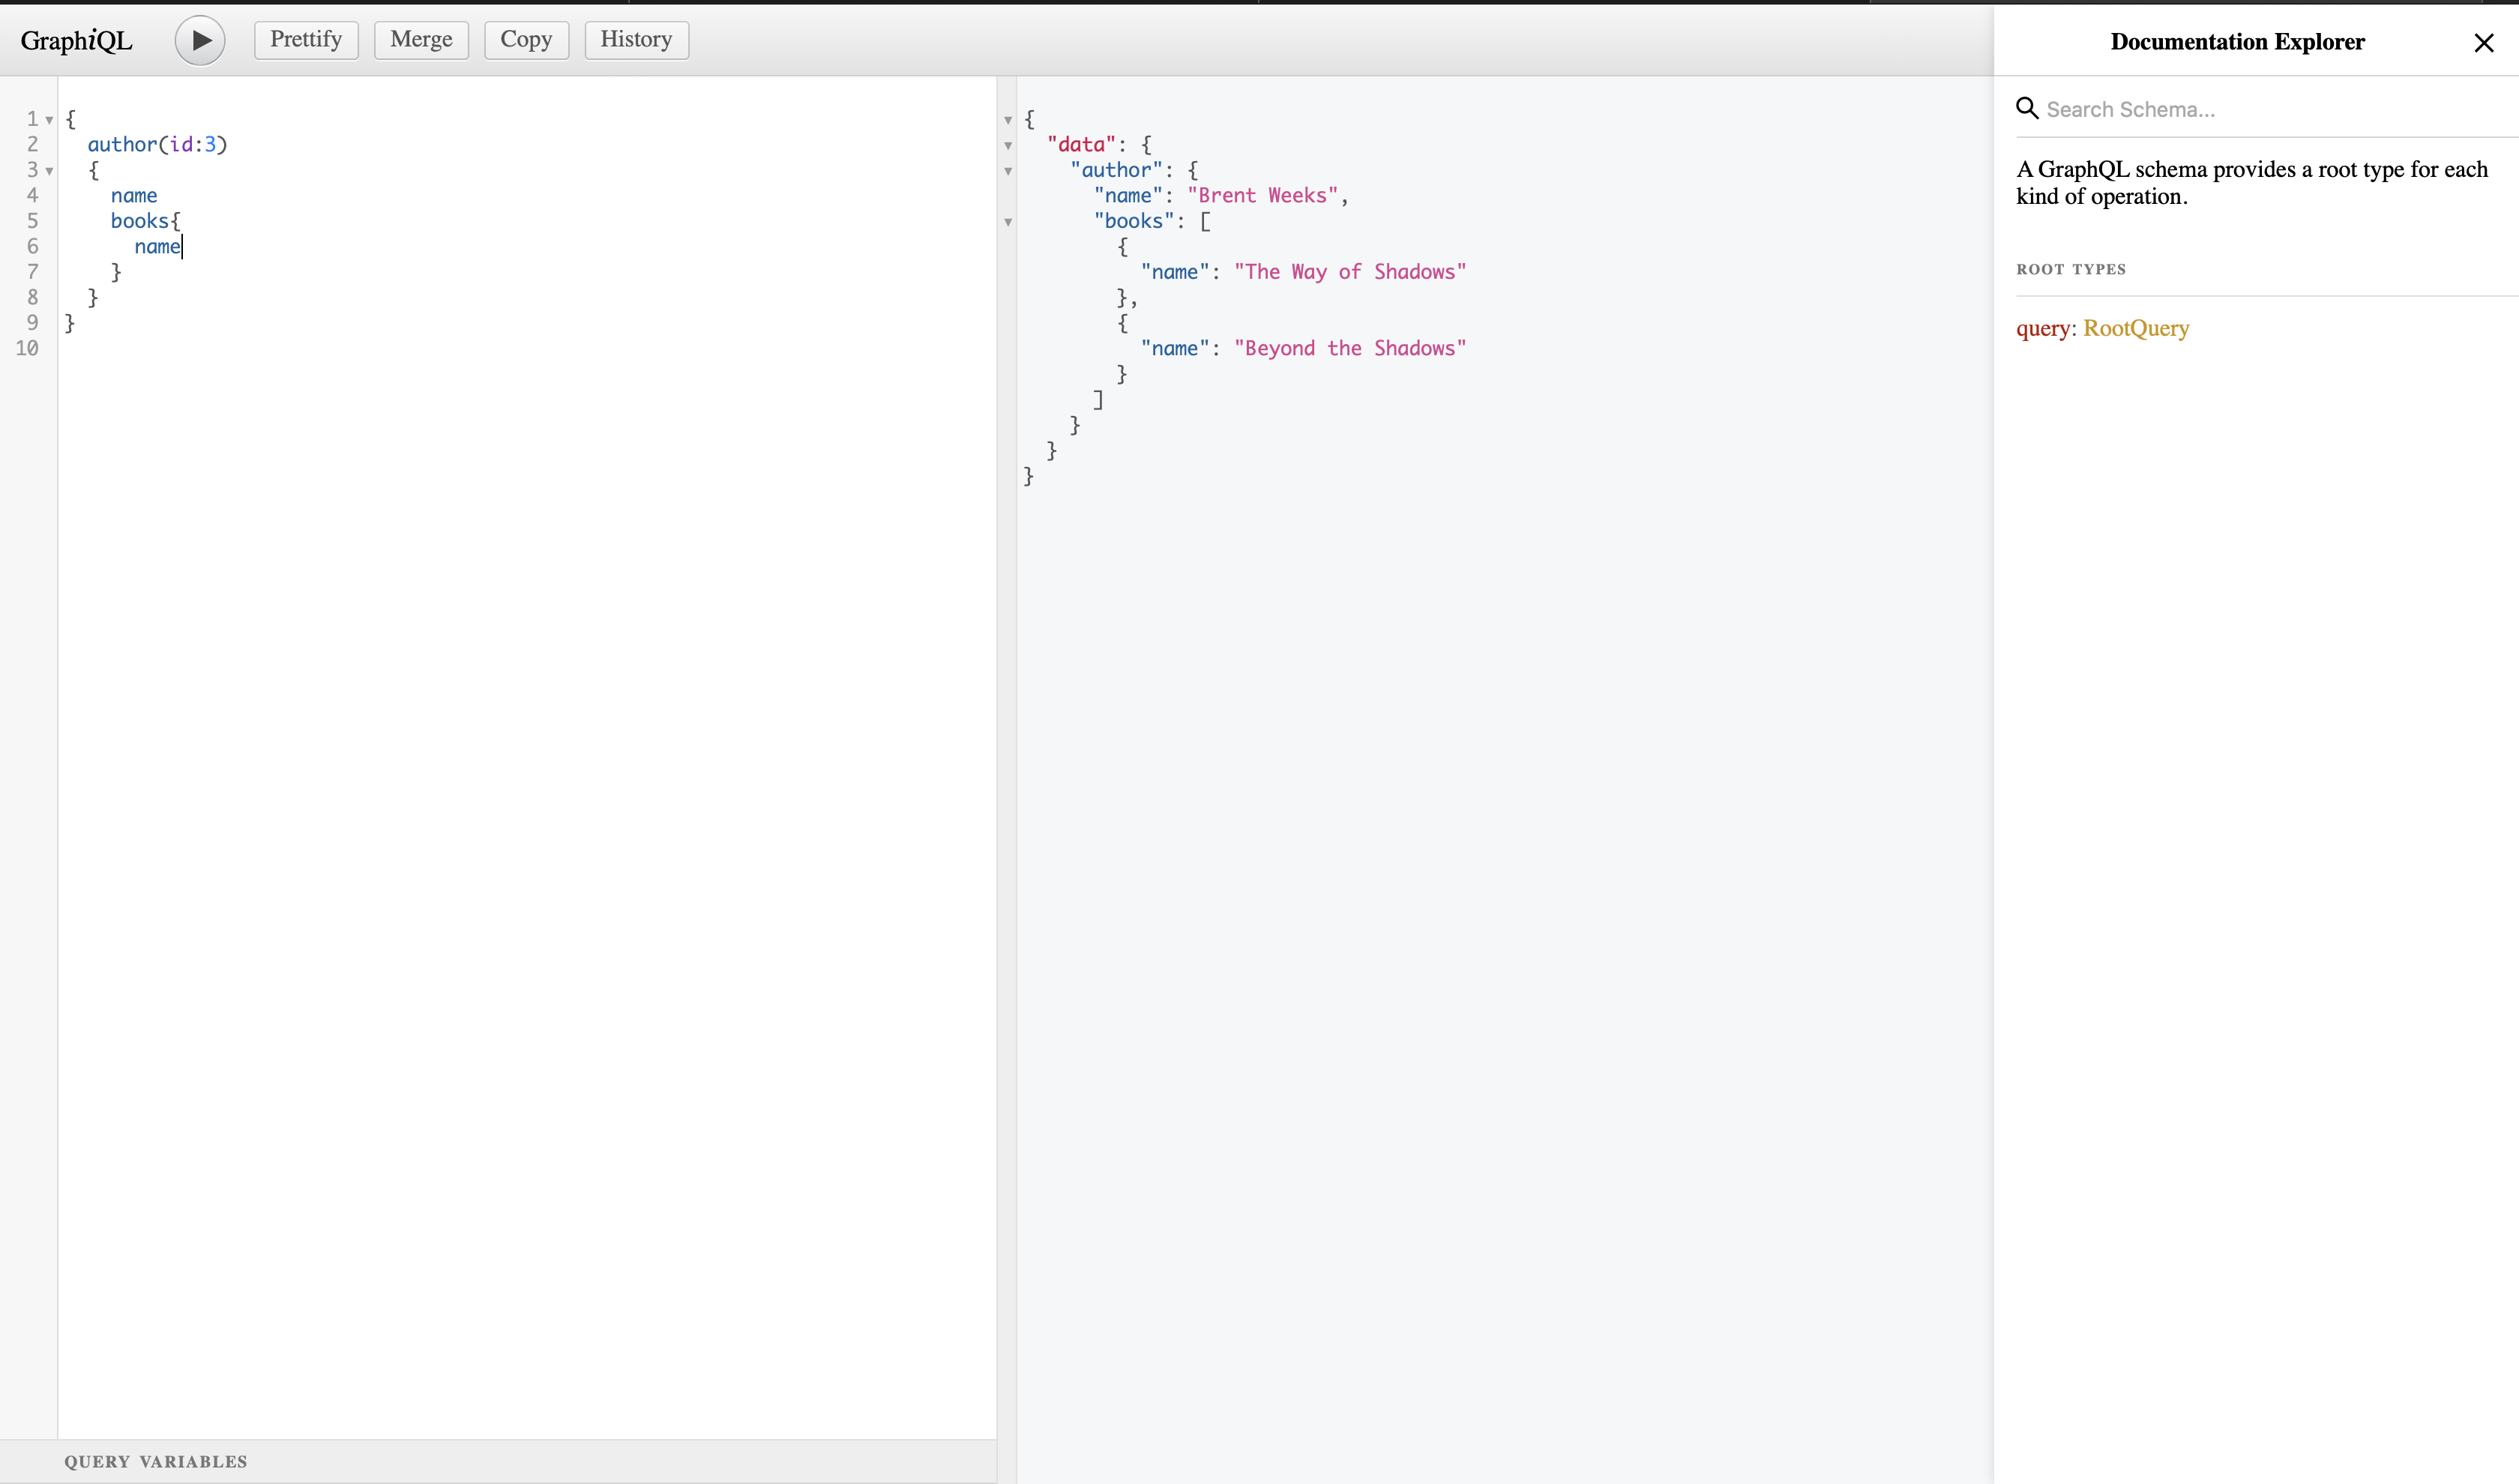 GraphiQL Prettify Merge Copy History
1 {
2   author(id:3)
3   {
4     name
5     books{
6       name
7     }
8   }
9 }
10
QUERY VARIABLES
{
  "data": {
    "author": {
      "name": "Brent Weeks",
      "books": [
        {
          "name": "The Way of Shadows"
        },
        {
          "name": "Beyond the Shadows"
        }
      ]
    }
  }
}
Documentation Explorer
Search Schema...
A GraphQL schema provides a root type for each
kind of operation.
ROOT TYPES
query: RootQuery